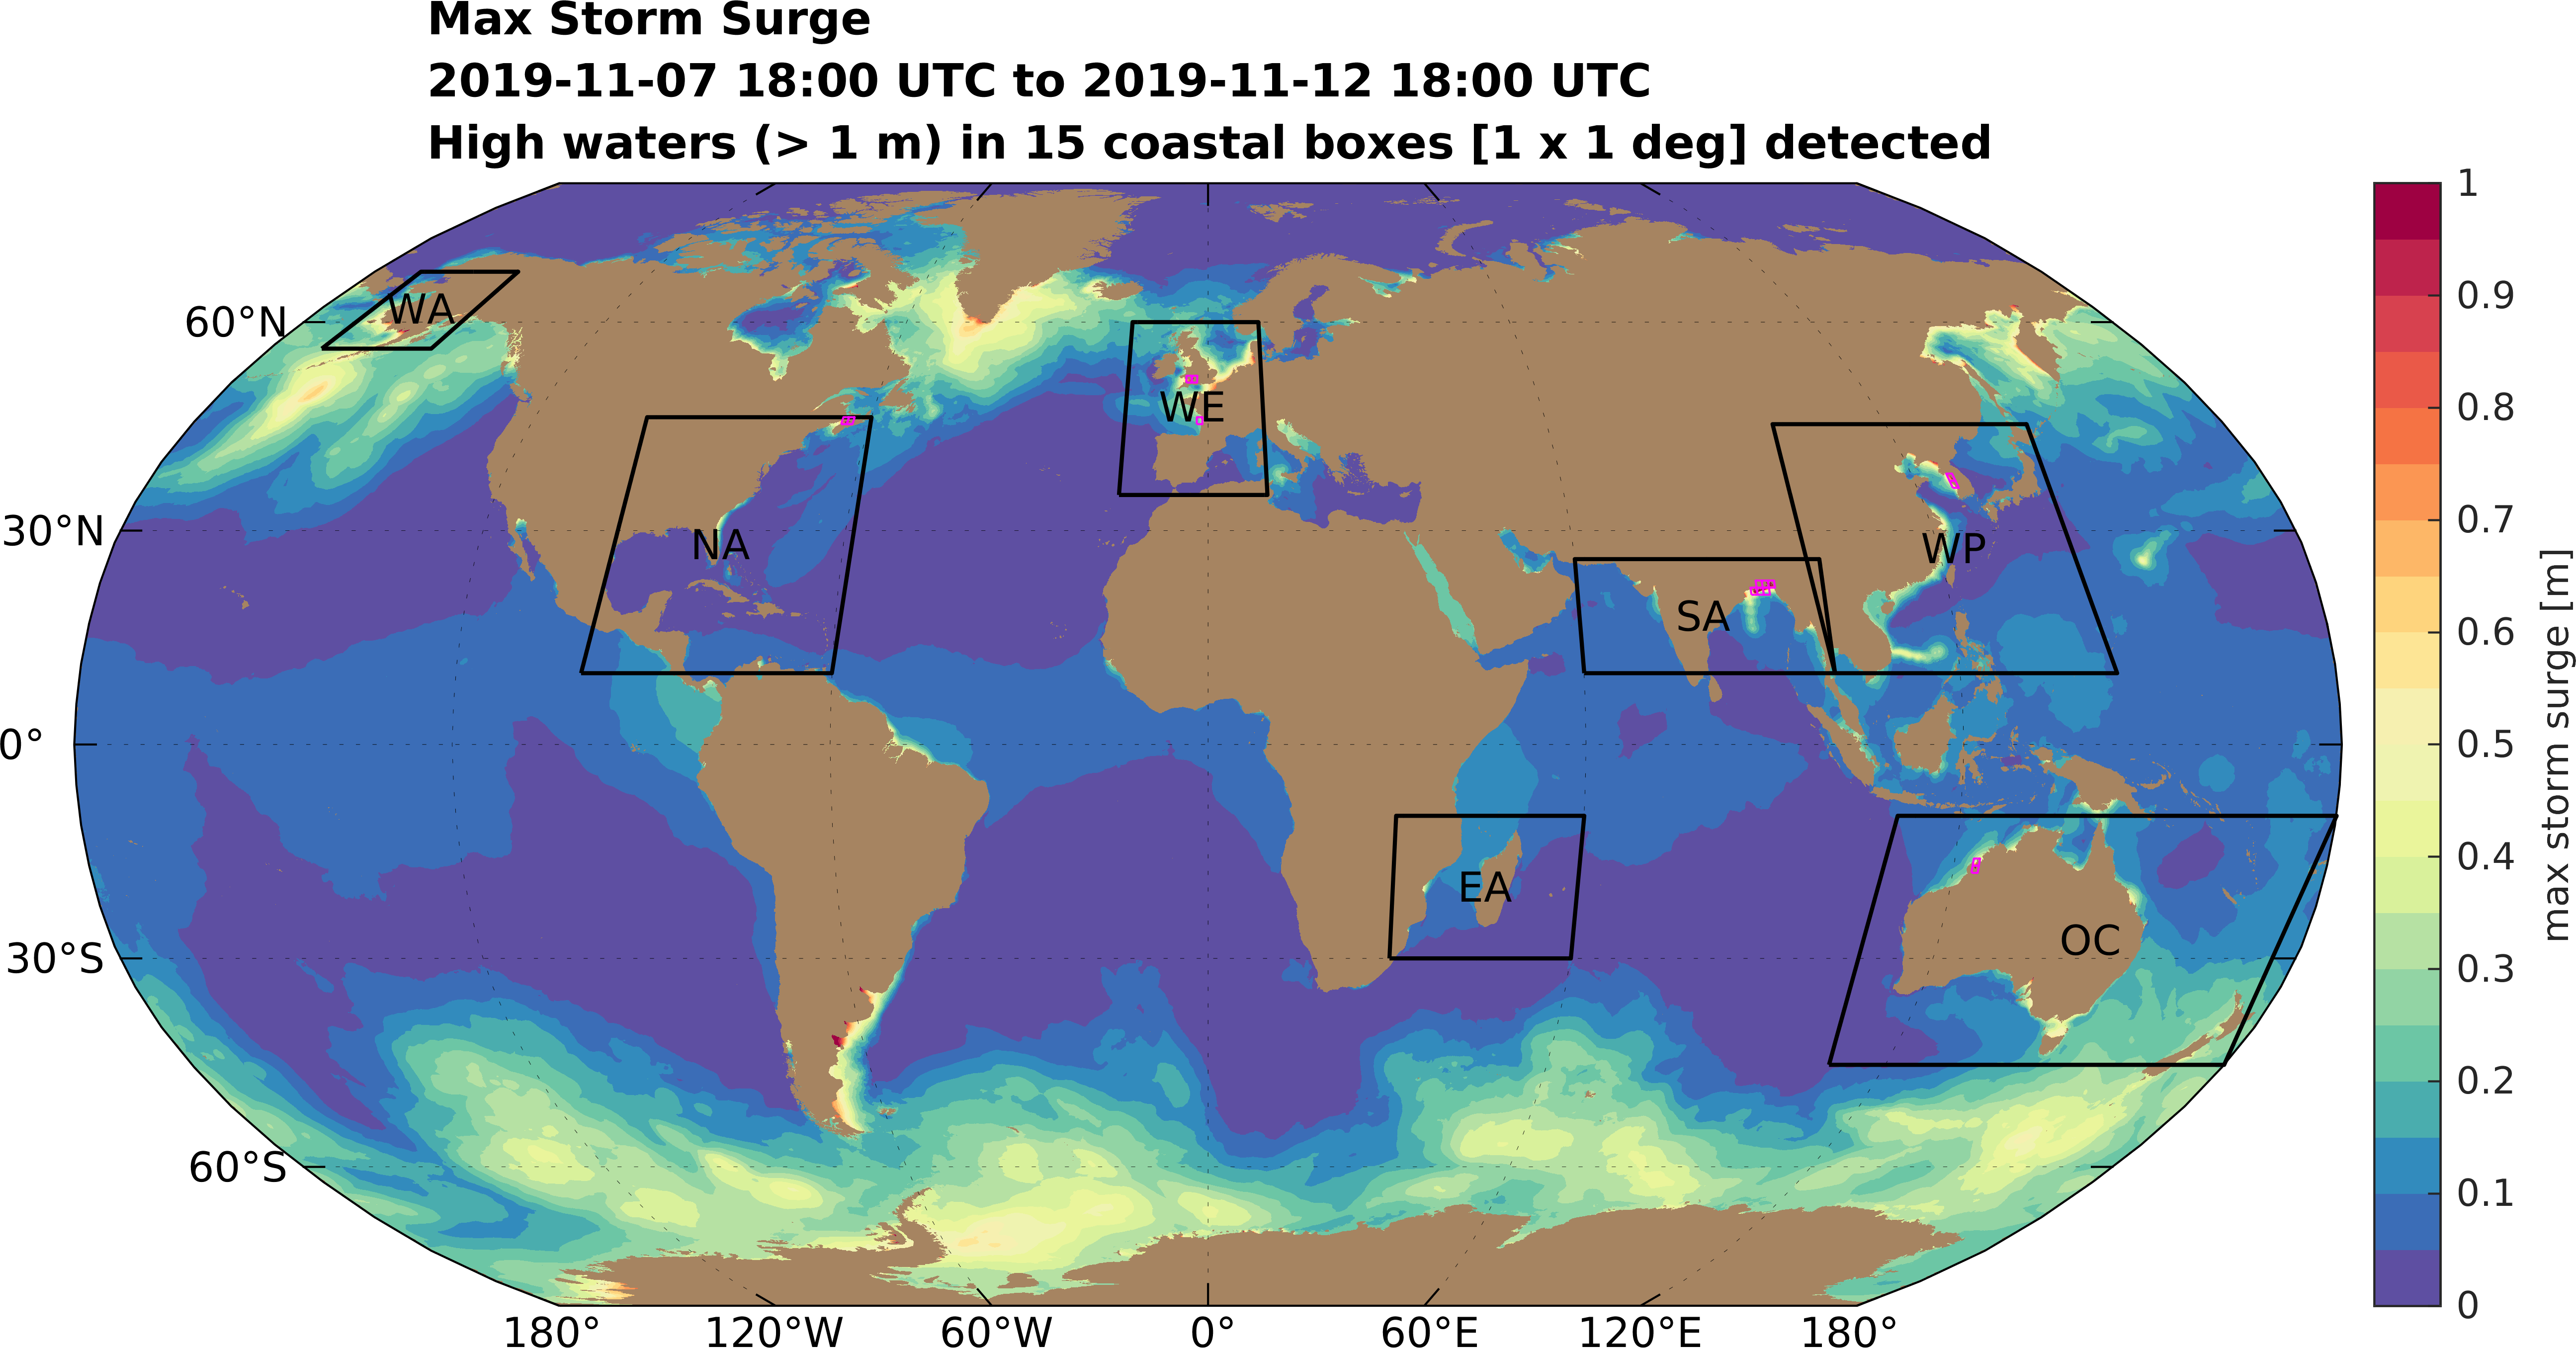 Max Storm Surge
2019-11-07 18:00 UTC to 2019-11-12 18:00 UTC
High waters (> 1 m) in 15 coastal boxes [1 x 1 deg] detected
60°N
30°N
0°
30°S
60°S
WA
NA
WE
SA
WP
EA
OC
180°
120°W
60°W
0°
60°E
120°E
180°
1
0.9
0.8
0.7
0.6
0.5
0.4
0.3
0.2
0.1
0
max storm surge [m]